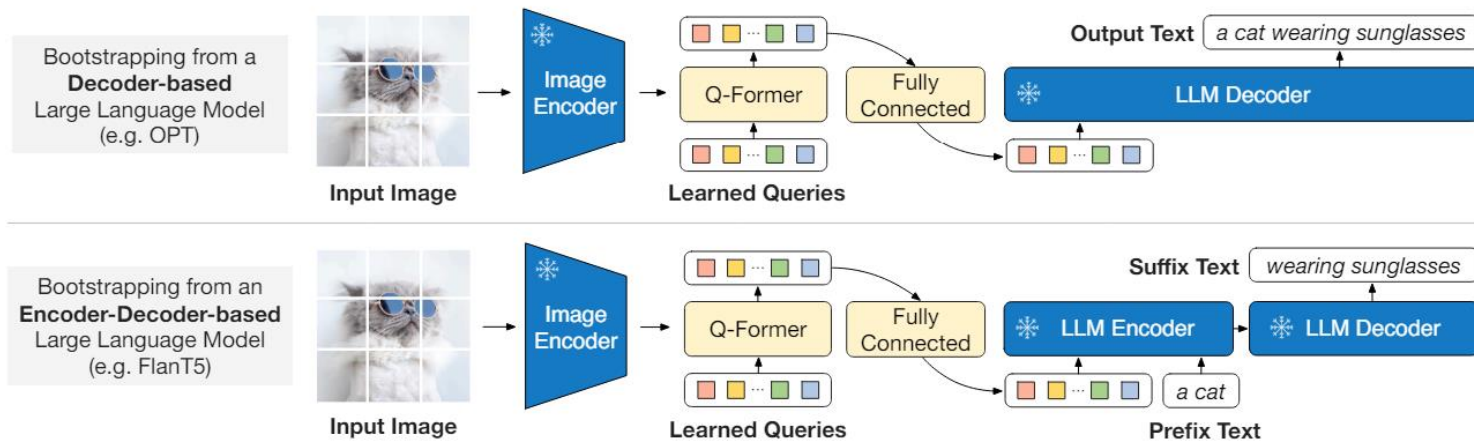 Bootstrapping from a
Decoder-based
Large Language Model
(e.g. OPT)
Input Image
Image
Encoder
Q-Former
Learned Queries
Fully
Connected
Output Text
a cat wearing sunglasses
LLM Decoder
Bootstrapping from an
Encoder-Decoder-based
Large Language Model
(e.g. FlanT5)
Input Image
Image
Encoder
Q-Former
Learned Queries
Fully
Connected
Suffix Text
wearing sunglasses
LLM Encoder
LLM Decoder
a cat
Prefix Text